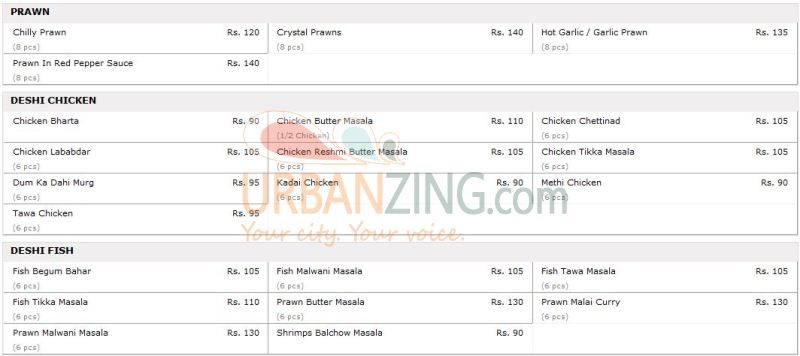 PRAWN
Chilly Prawn Rs. 120 Crystal Prawns Rs. 140 Hot Garlic / Garlic Prawn Rs. 135
(8 pcs) (8 pcs) (8 pcs)
Prawn In Red Pepper Sauce Rs. 140
(8 pcs)
DESHI CHICKEN
Chicken Bharta Rs. 90 Chicken Butter Masala Rs. 110 Chicken Chettinad Rs. 105
(1/2 Chicken) (6 pcs)
Chicken Lababdar Rs. 105 Chicken Reshmi Butter Masala Rs. 105 Chicken Tikka Masala Rs. 105
(6 pcs) (6 pcs) (6 pcs)
Dum Ka Dahi Murg Rs. 95 Kadai Chicken Rs. 90 Methi Chicken Rs. 90
(6 pcs) (6 pcs) (6 pcs)
Tawa Chicken Rs. 95
(6 pcs)
URBANZING.com
Your city. Your voice.
DESHI FISH
Fish Begum Bahar Rs. 105 Fish Malwani Masala Rs. 105 Fish Tawa Masala Rs. 105
(6 pcs) (6 pcs) (6 pcs)
Fish Tikka Masala Rs. 110 Prawn Butter Masala Rs. 130 Prawn Malai Curry Rs. 130
(6 pcs) (6 pcs) (6 pcs)
Prawn Malwani Masala Rs. 130 Shrimps Balchow Masala Rs. 90
(6 pcs)